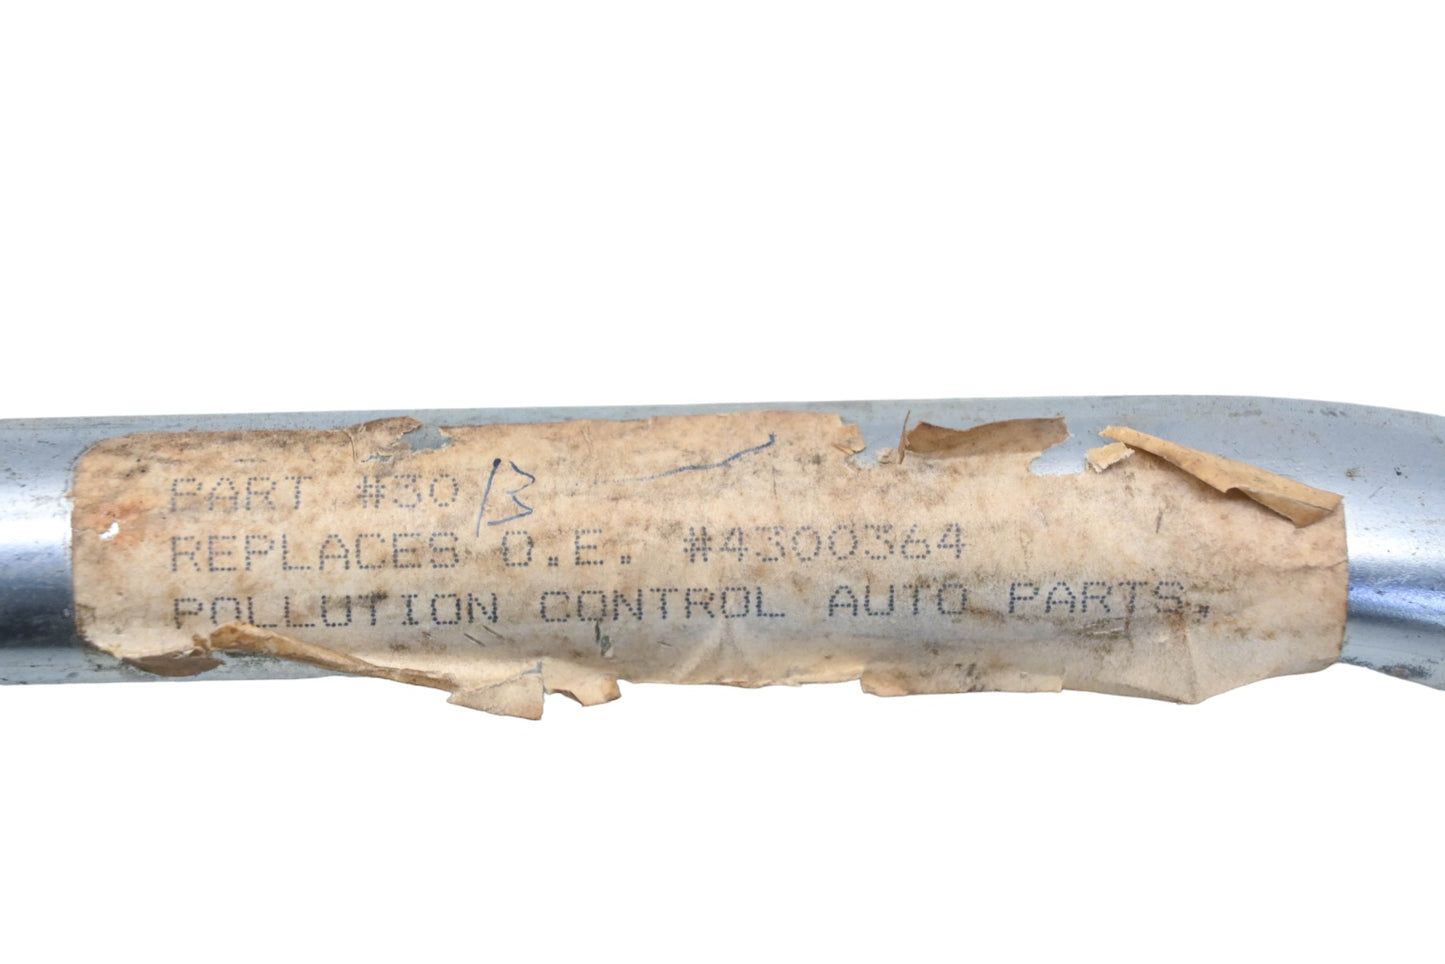 PART #30 B
REPLACES O.E. #4300364
POLLUTION CONTROL AUTO PARTS.